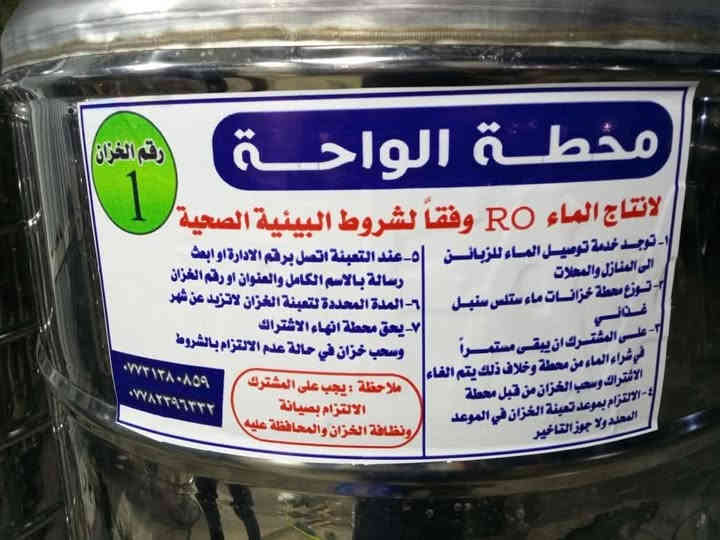 محطة الواحة
رقم الخزان
1
لانتاج الماء RO وفقاً لشروط البيئية الصحية
١- توجد خدمة توصيل الماء للزبائن
الى المنازل والمحلات
٢- توزع محطة خزانات ماء ستلس سنيل
غذائي
٣- على المشترك ان يبقى مستمراً
في شراء الماء من محطة وخلاف ذلك يتم الغاء
الاشتراك وسحب الخزان من قبل محطة
٤- الالتزام بموعد تعبئة الخزان في الموعد
المحدد ولا جوز التاخير
٥- عند التعبئة اتصل برقم الادارة او ابعث
رسالة بالاسم الكامل والعنوان او رقم الخزان
٦- المدة المحددة لتعبئة الخزان لاتزيد عن شهر
٧- يحق محطة انهاء الاشتراك
وسحب خزان في حالة عدم الالتزام بالشروط
ملاحظة : يجب على المشترك
الالتزام بصيانة
ونظافة الخزان والمحافظة عليه
٠٧٧٣١٣٨٠٨٥٩
٠٧٧٨٢٣٩٦٣٣٢